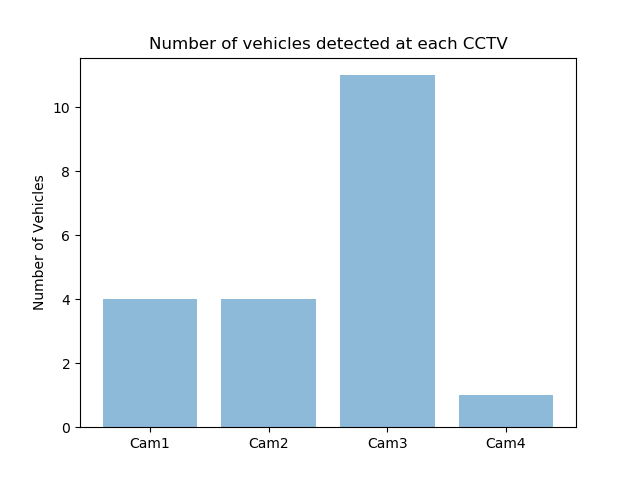 Number of vehicles detected at each CCTV
Number of Vehicles
10
8
6
4
2
0
Cam1
Cam2
Cam3
Cam4